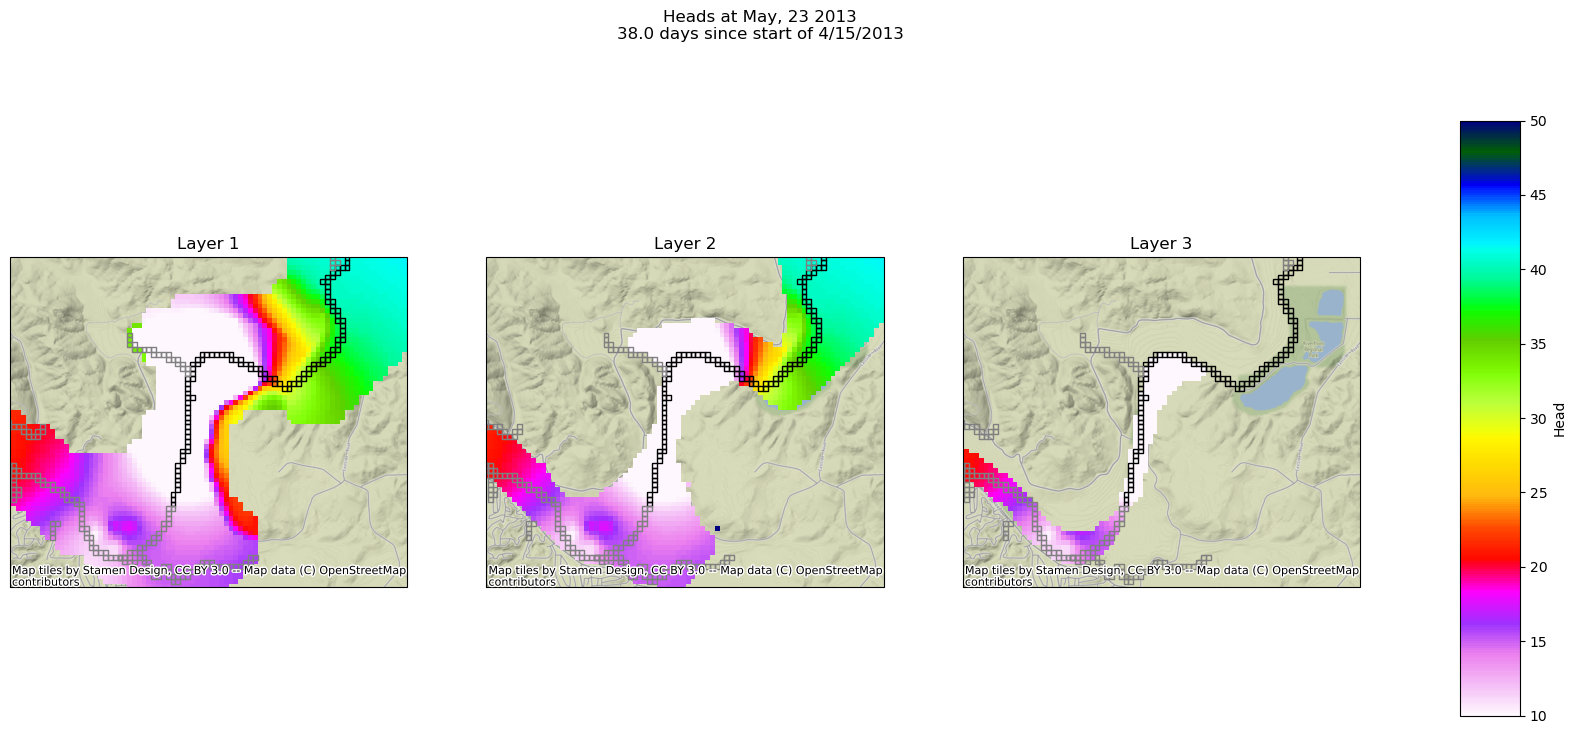 Heads at May, 23 2013
38.0 days since start of 4/15/2013
Layer 1
Layer 2
Layer 3
Map tiles by Stamen Design, CC BY 3.0 -- Map data (C) OpenStreetMap
contributors
Map tiles by Stamen Design, CC BY 3.0 -- Map data (C) OpenStreetMap
contributors
Map tiles by Stamen Design, CC BY 3.0 -- Map data (C) OpenStreetMap
contributors
50
45
40
35
30
25
20
15
10
Head